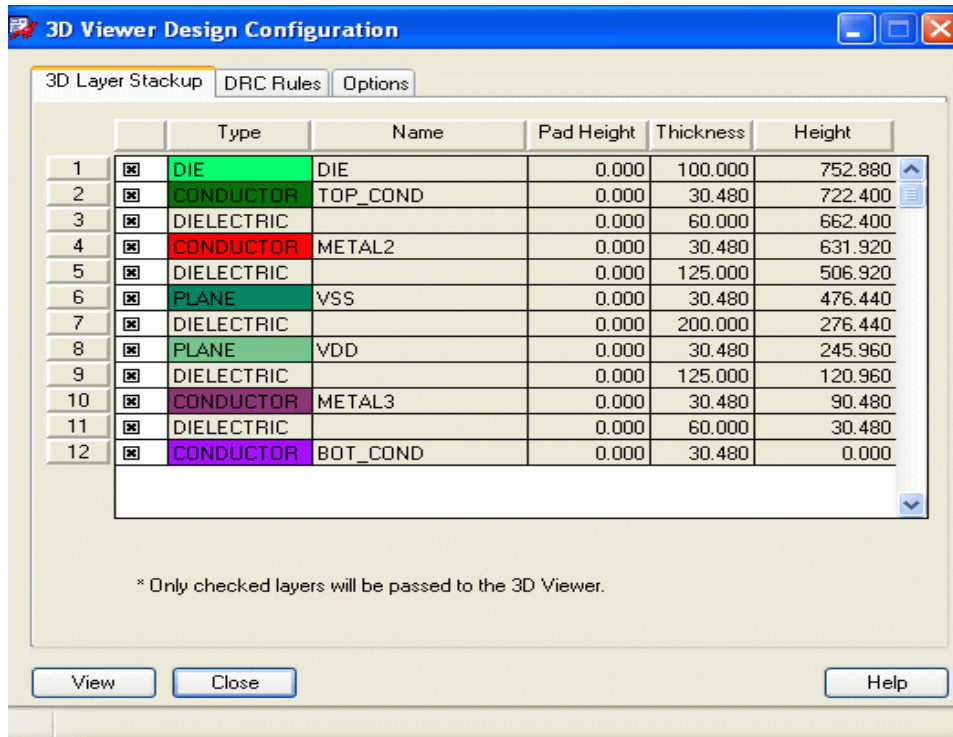 3D Viewer Design Configuration
3D Layer Stackup DRC Rules Options
Type Name Pad Height Thickness Height
1 DIE DIE 0.000 100.000 752.880
2 CONDUCTOR TOP_COND 0.000 30.480 722.400
3 DIELECTRIC 0.000 60.000 662.400
4 CONDUCTOR METAL2 0.000 30.480 631.920
5 DIELECTRIC 0.000 125.000 506.920
6 PLANE VSS 0.000 30.480 476.440
7 DIELECTRIC 0.000 200.000 276.440
8 PLANE VDD 0.000 30.480 245.960
9 DIELECTRIC 0.000 125.000 120.960
10 CONDUCTOR METAL3 0.000 30.480 90.480
11 DIELECTRIC 0.000 60.000 30.480
12 CONDUCTOR BOT_COND 0.000 30.480 0.000
* Only checked layers will be passed to the 3D Viewer.
View Close Help